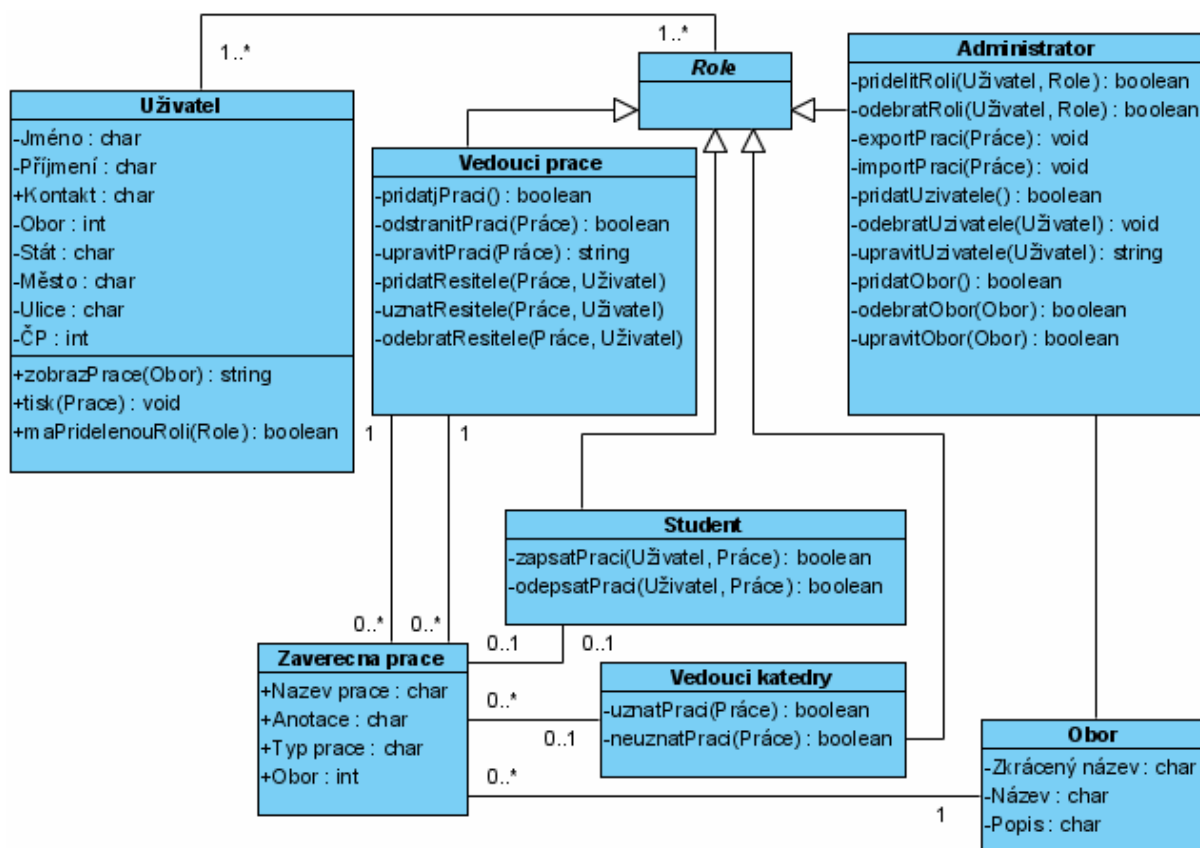 1..*
1..*
Role
Administrator
-pridelitRoli(Uživatel, Role) : boolean
-odebratRoli(Uživatel, Role) : boolean
-exportPraci(Práce) : void
-importPraci(Práce) : void
-pridatUzivatele() : boolean
-odebratUzivatele(Uživatel) : void
-upravitUzivatele(Uživatel) : string
-pridatObor() : boolean
-odebratObor(Obor) : boolean
-upravitObor(Obor) : boolean
Uživatel
-Jméno : char
-Příjmení : char
+Kontakt : char
-Obor : int
-Stát : char
-Město : char
-Ulice : char
-ČP : int
+zobrazPrace(Obor) : string
+tisk(Prace) : void
+maPridelenouRoli(Role) : boolean
Vedouci prace
-pridatjPraci() : boolean
-odstranitPraci(Práce) : boolean
-upravitPraci(Práce) : string
-pridatResitele(Práce, Uživatel)
-uznatResitele(Práce, Uživatel)
-odebratResitele(Práce, Uživatel)
1
1
Student
-zapsatPraci(Uživatel, Práce) : boolean
-odepsatPraci(Uživatel, Práce) : boolean
0..*
0..*
0..1
0..1
Zaverecna prace
+Nazev prace : char
+Anotace : char
+Typ prace : char
+Obor : int
0..*
0..1
Vedouci katedry
-uznatPraci(Práce) : boolean
-neuznatPraci(Práce) : boolean
0..*
1
Obor
-Zkrácený název : char
-Název : char
-Popis : char